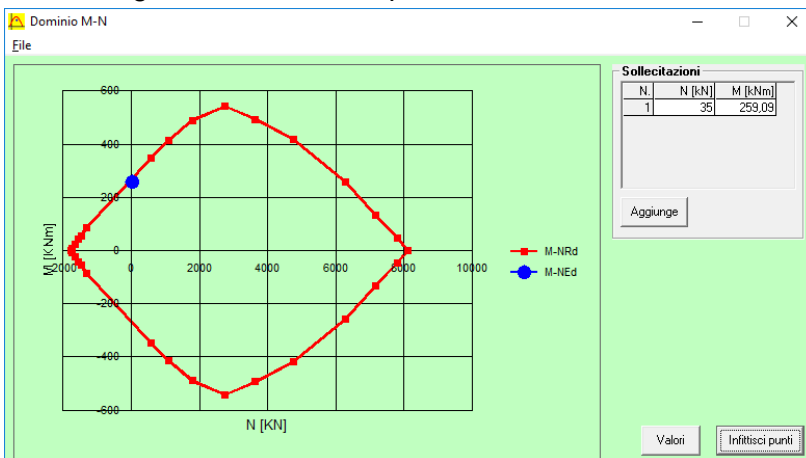 Dominio M-N
File
Sollecitazioni
N. N [kN] M [kNm]
1 35 259,09
Aggiunge
600
400
200
0
-200
-400
-600
M [KNm]
-2000 0 2000 4000 6000 8000 10000
N [KN]
M-NRd
M-NEd
Valori
Infittisci punti